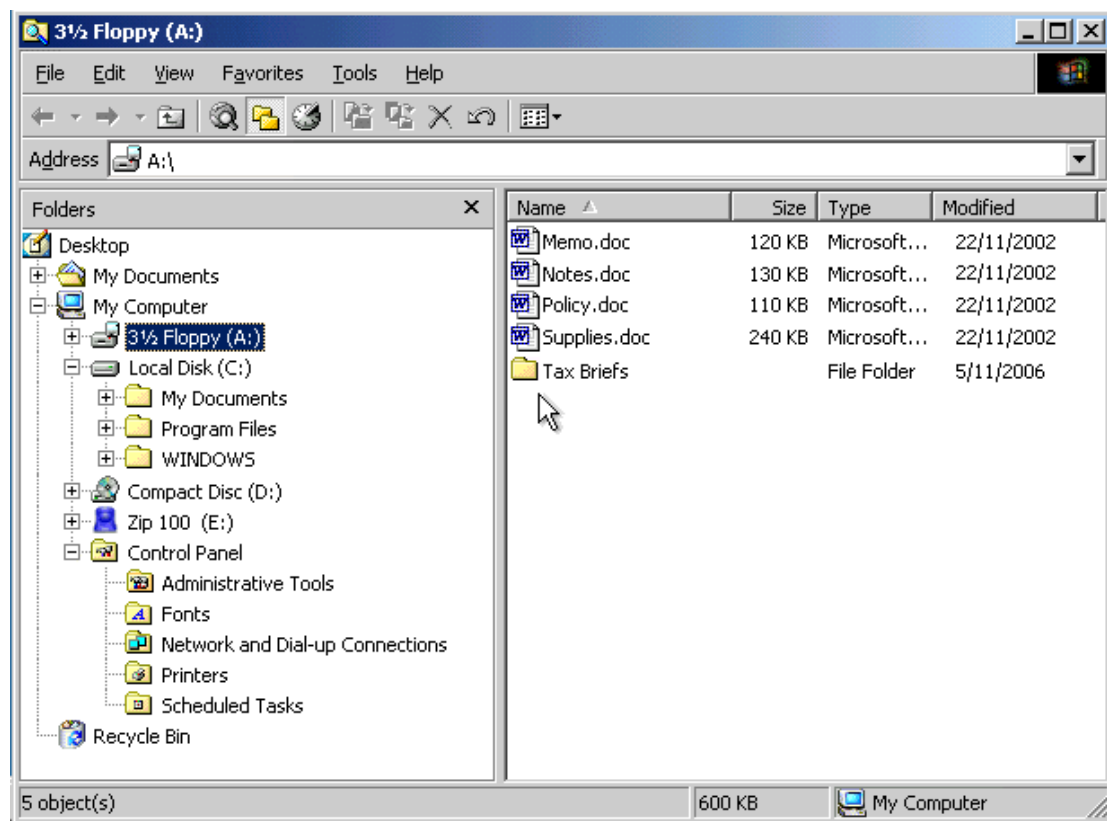 3½ Floppy (A:)
File Edit View Favorites Tools Help
Address A:\
Folders
Desktop
My Documents
My Computer
3½ Floppy (A:)
Local Disk (C:)
My Documents
Program Files
WINDOWS
Compact Disc (D:)
Zip 100 (E:)
Control Panel
Administrative Tools
Fonts
Network and Dial-up Connections
Printers
Scheduled Tasks
Recycle Bin
Name Size Type Modified
Memo.doc 120 KB Microsoft... 22/11/2002
Notes.doc 130 KB Microsoft... 22/11/2002
Policy.doc 110 KB Microsoft... 22/11/2002
Supplies.doc 240 KB Microsoft... 22/11/2002
Tax Briefs File Folder 5/11/2006
5 object(s) 600 KB My Computer